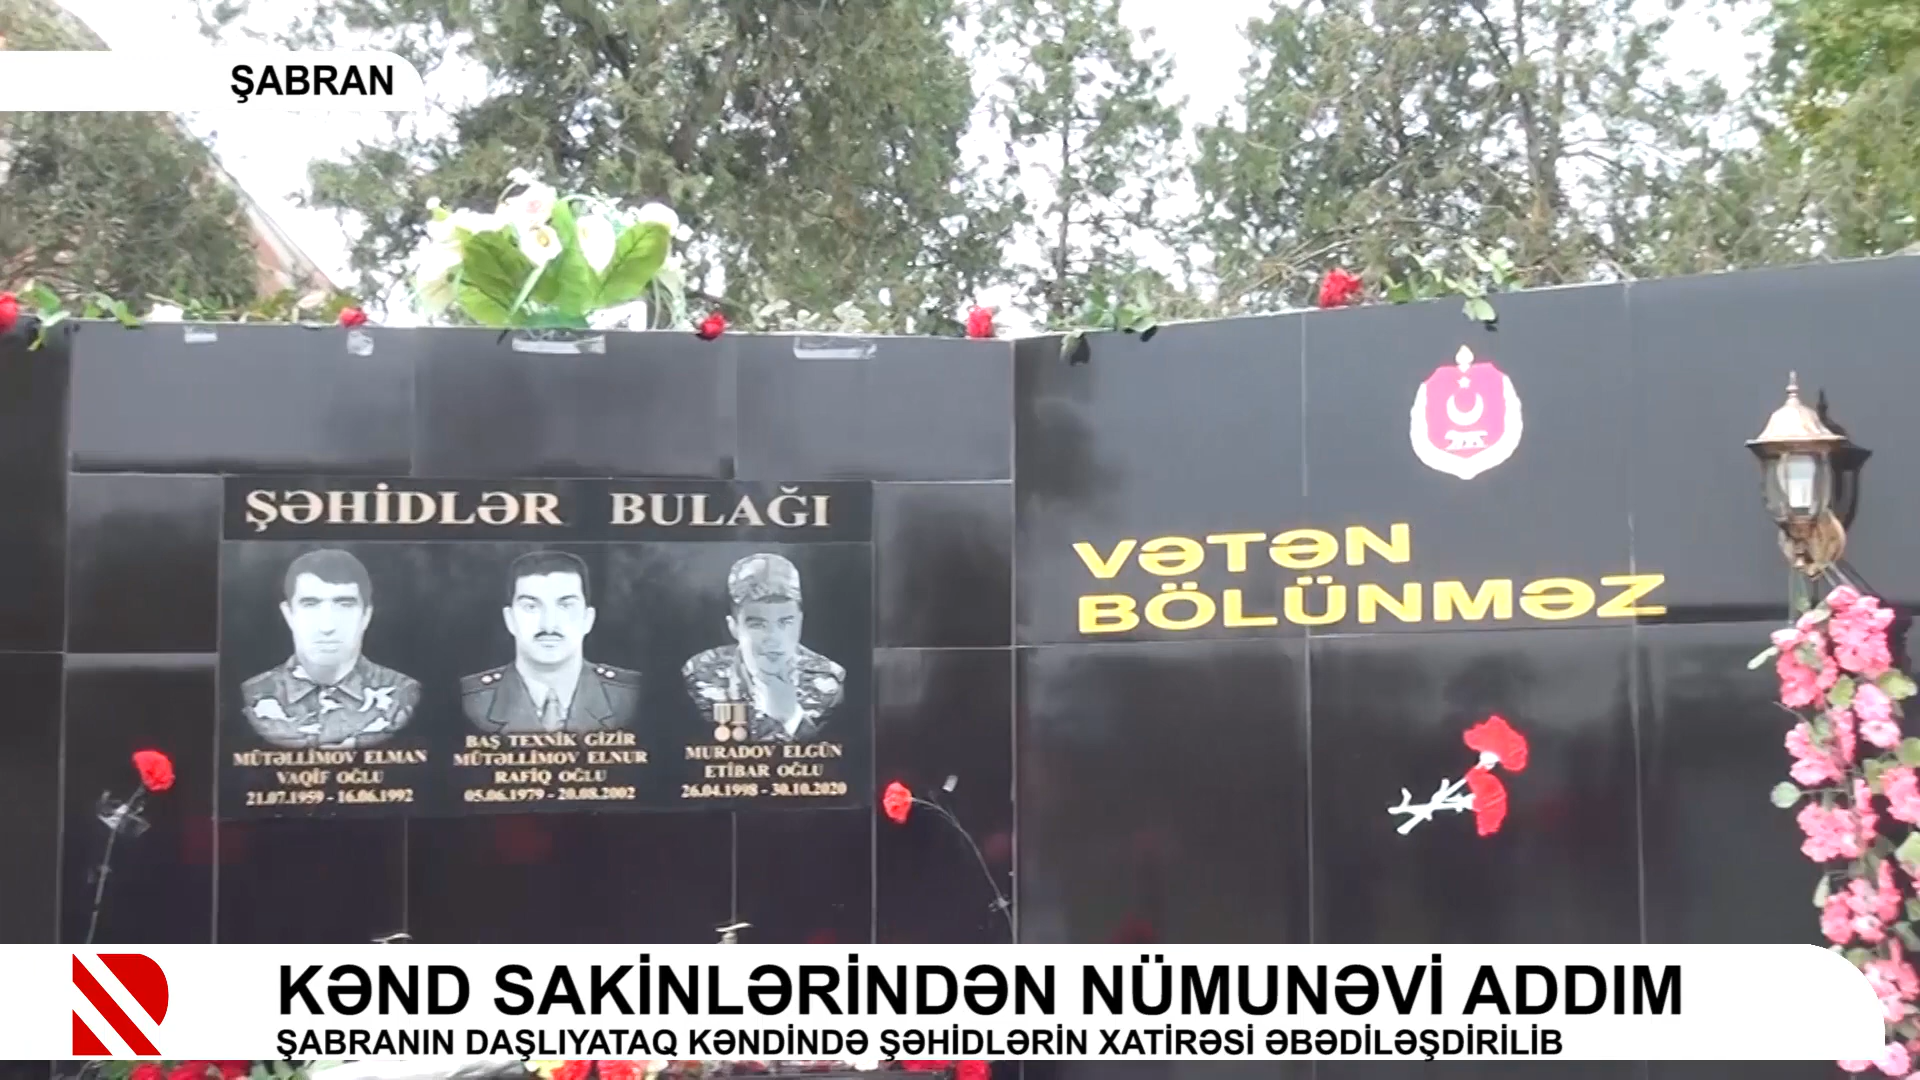 ŞABRAN
ŞƏHİDLƏR BULAĞI
MÜTƏLLİMOV ELMAN
VAQİF OĞLU
21.07.1959 - 16.06.1992
BAŞ TEXNİK GİZİR
MÜTƏLLİMOV ELNUR
RAFİQ OĞLU
05.06.1979 - 20.08.2002
MURADOV ELGÜN
ETİBAR OĞLU
26.04.1998 - 30.10.2020
VƏTƏN
BÖLÜNMƏZ
KƏND SAKİNLƏRİNDƏN NÜMUNƏVİ ADDIM
ŞABRANIN DAŞLIYATAQ KƏNDİNDƏ ŞƏHİDLƏRİN XATİRƏSİ ƏBƏDİLƏŞDİRİLİB